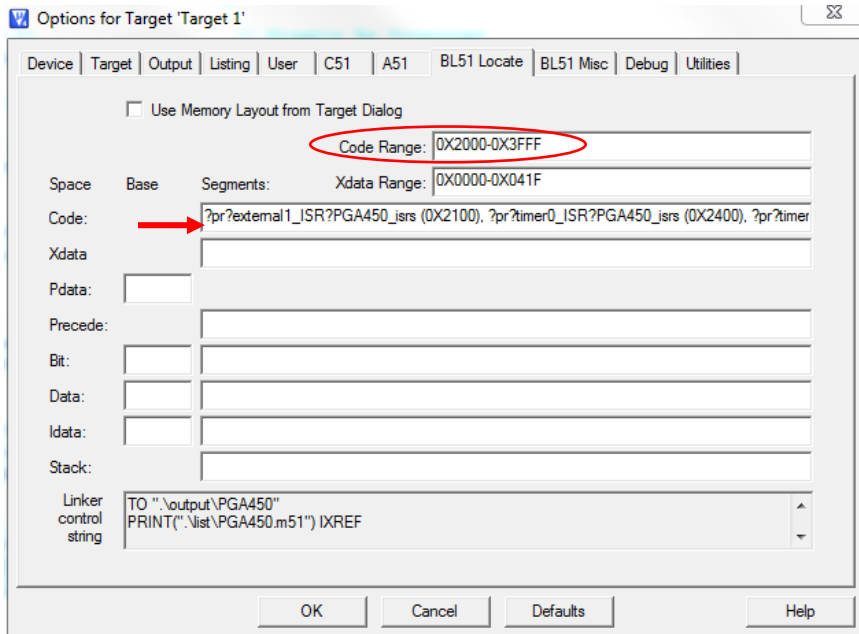 Options for Target 'Target 1'
Device Target Output Listing User C51 A51 BL51 Locate BL51 Misc Debug Utilities
Use Memory Layout from Target Dialog
Code Range: 0X2000-0X3FFF
Space Base Segments: Xdata Range: 0X0000-0X041F
Code: ?pr?external1_ISR?PGA450_isrs (0X2100), ?pr?timer0_ISR?PGA450_isrs (0X2400), ?pr?timer
Xdata
Pdata:
Precede:
Bit:
Data:
Idata:
Stack:
Linker control string
TO ".\output\PGA450"
PRINT(".\list\PGA450.m51") IXREF
OK Cancel Defaults Help